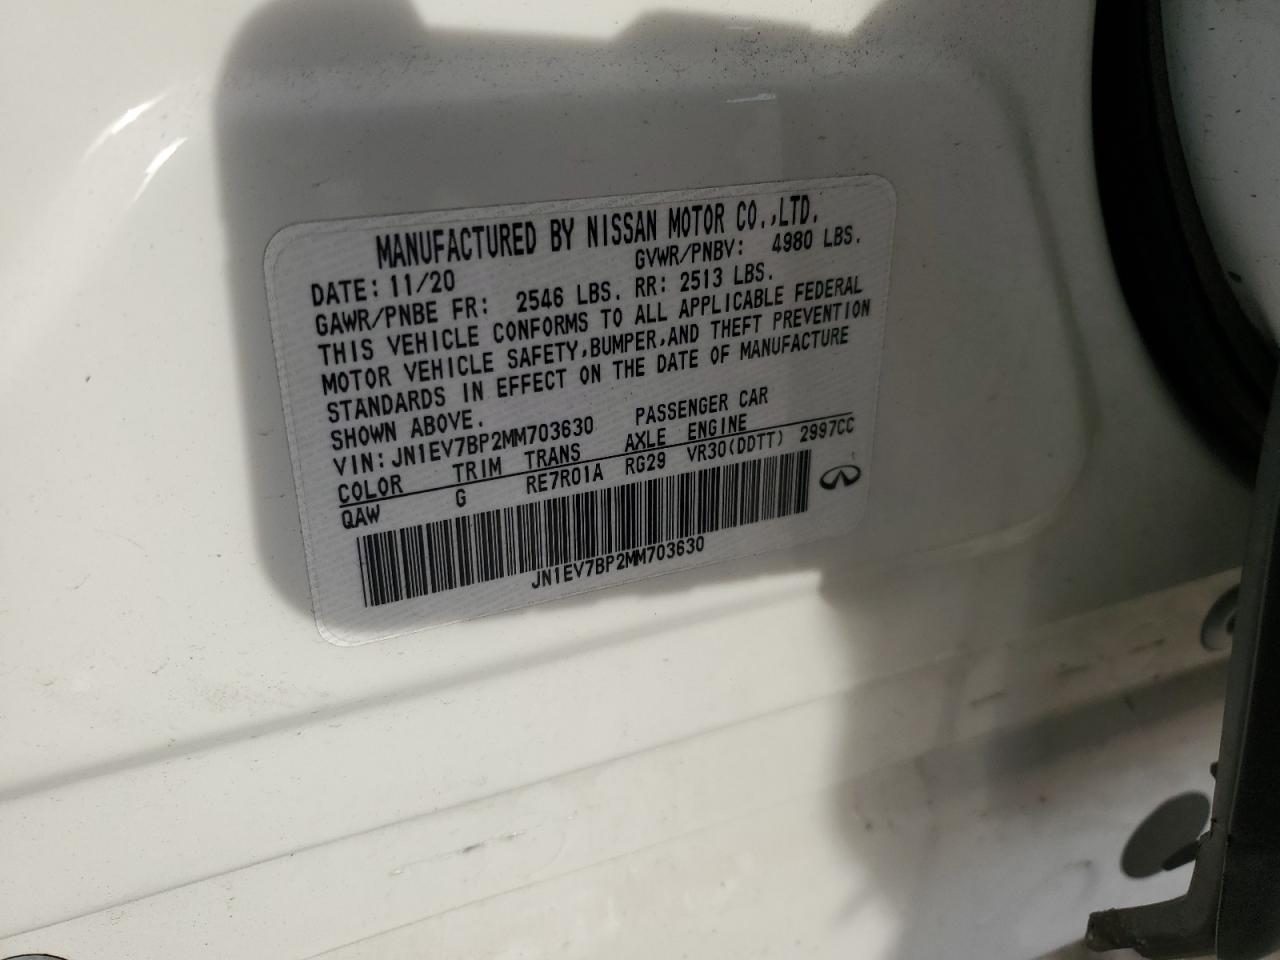 MANUFACTURED BY NISSAN MOTOR CO.,LTD.
DATE: 11/20 GVWR/PNBV: 4980 LBS.
GAWR/PNBE FR: 2546 LBS. RR: 2513 LBS.
THIS VEHICLE CONFORMS TO ALL APPLICABLE FEDERAL
MOTOR VEHICLE SAFETY,BUMPER,AND THEFT PREVENTION
STANDARDS IN EFFECT ON THE DATE OF MANUFACTURE
SHOWN ABOVE.
VIN:JN1EV7BP2MM703630 PASSENGER CAR
COLOR TRIM TRANS AXLE ENGINE
QAW G RE7R01A RG29 VR30(DDTT) 2997CC
JN1EV7BP2MM703630